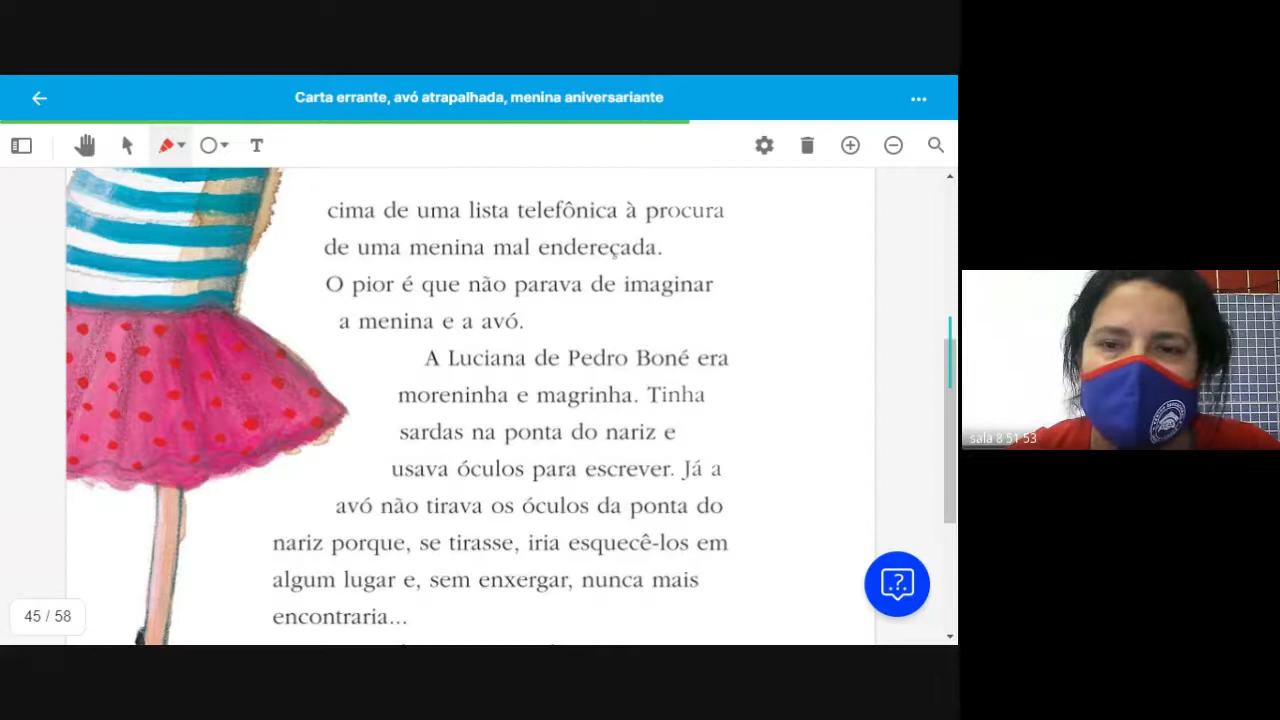 Carta errante, avó atrapalhada, menina aniversariante
T
cima de uma lista telefônica à procura
de uma menina mal endereçada.
O pior é que não parava de imaginar
a menina e a avó.
A Luciana de Pedro Boné era
moreninha e magrinha. Tinha
sardas na ponta do nariz e
usava óculos para escrever. Já a
avó não tirava os óculos da ponta do
nariz porque, se tirasse, iria esquecê-los em
algum lugar e, sem enxergar, nunca mais
encontraria...
45 / 58
sala 8 51 53